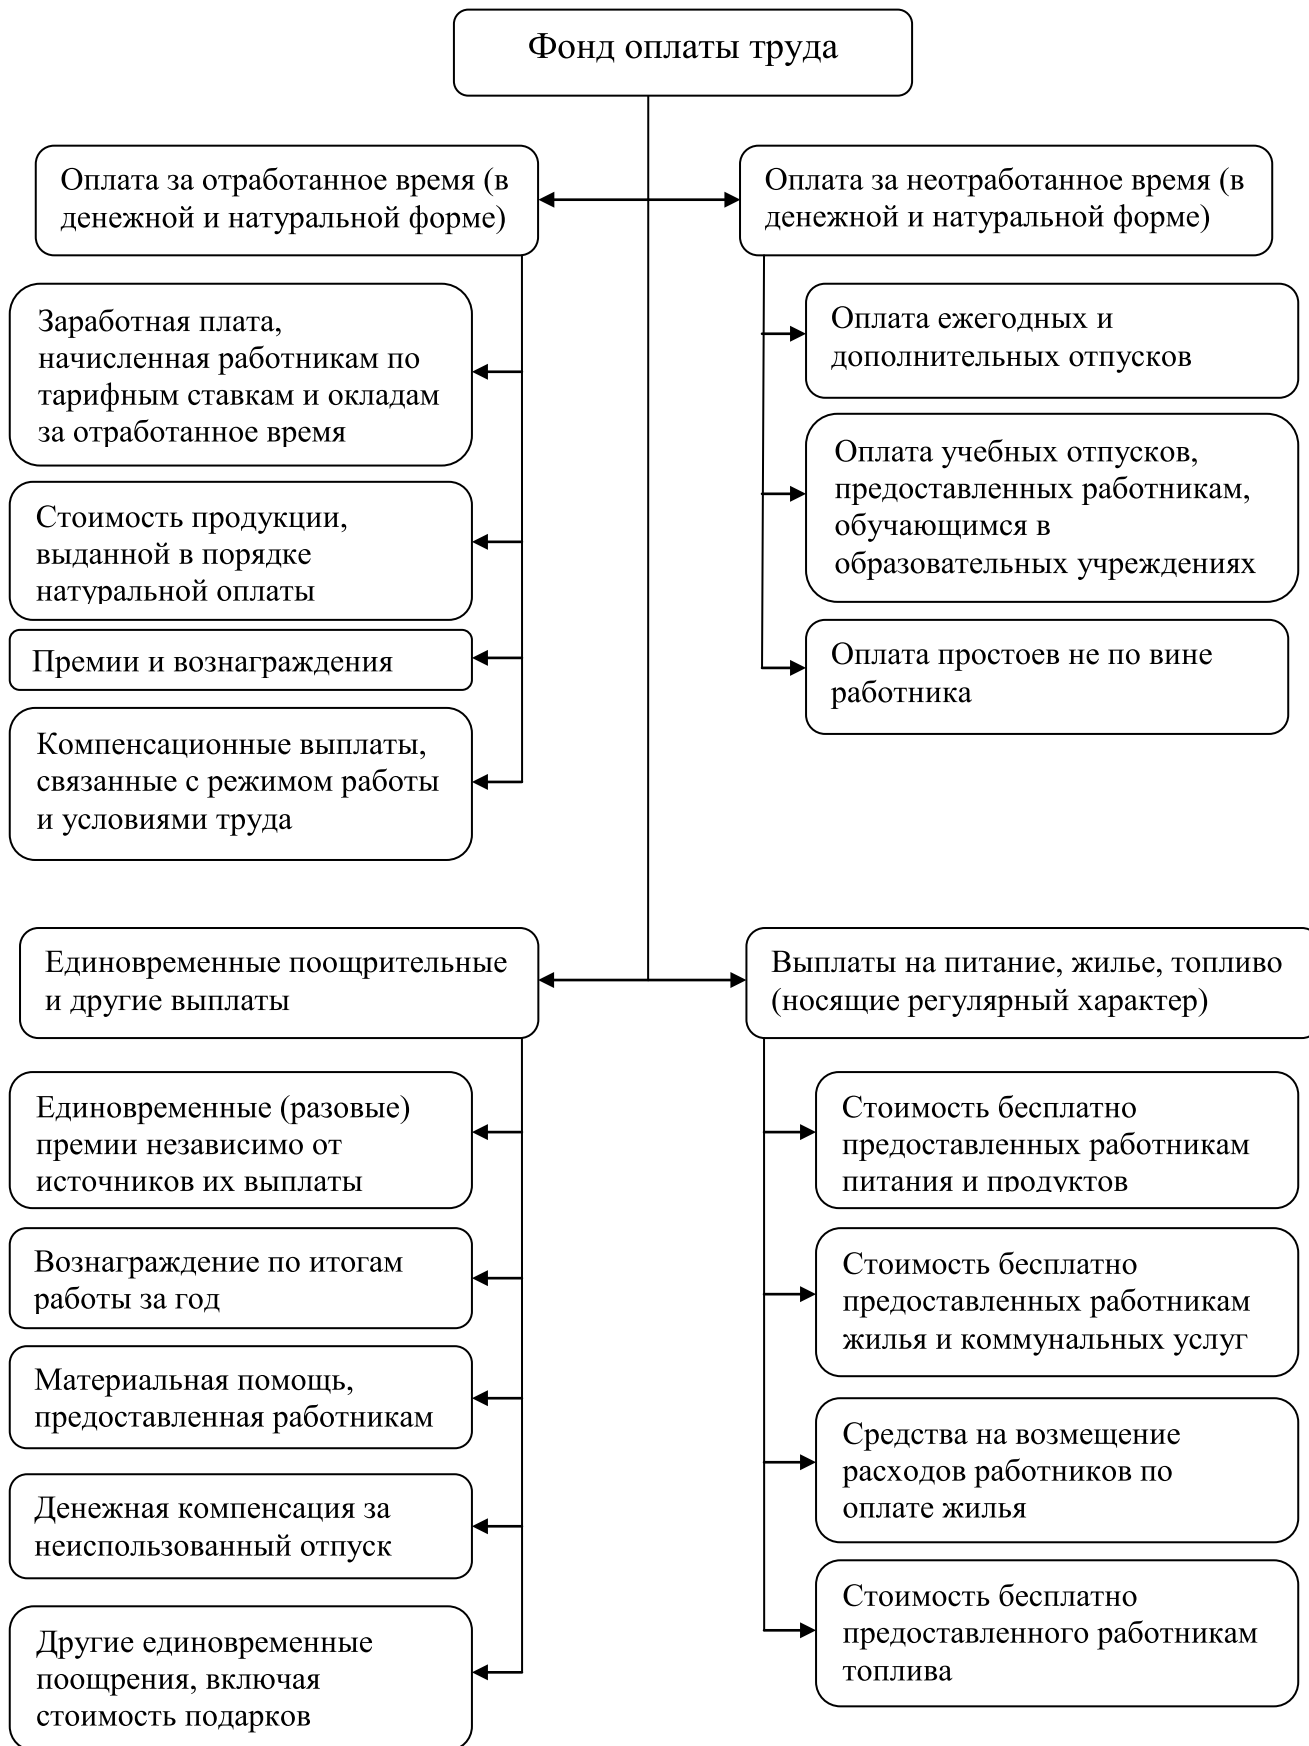 Фонд оплаты труда
Оплата за отработанное время (в
денежной и натуральной форме)
Заработная плата,
начисленная работникам по
тарифным ставкам и окладам
за отработанное время
Стоимость продукции,
выданной в порядке
натуральной оплаты
Премии и вознаграждения
Компенсационные выплаты,
связанные с режимом работы
и условиями труда
Оплата за неотработанное время (в
денежной и натуральной форме)
Оплата ежегодных и
дополнительных отпусков
Оплата учебных отпусков,
предоставленных работникам,
обучающимся в
образовательных учреждениях
Оплата простоев не по вине
работника
Единовременные поощрительные
и другие выплаты
Единовременные (разовые)
премии независимо от
источников их выплаты
Вознаграждение по итогам
работы за год
Материальная помощь,
предоставленная работникам
Денежная компенсация за
неиспользованный отпуск
Другие единовременные
поощрения, включая
стоимость подарков
Выплаты на питание, жилье, топливо
(носящие регулярный характер)
Стоимость бесплатно
предоставленных работникам
питания и продуктов
Стоимость бесплатно
предоставленных работникам
жилья и коммунальных услуг
Средства на возмещение
расходов работников по
оплате жилья
Стоимость бесплатно
предоставленного работникам
топлива